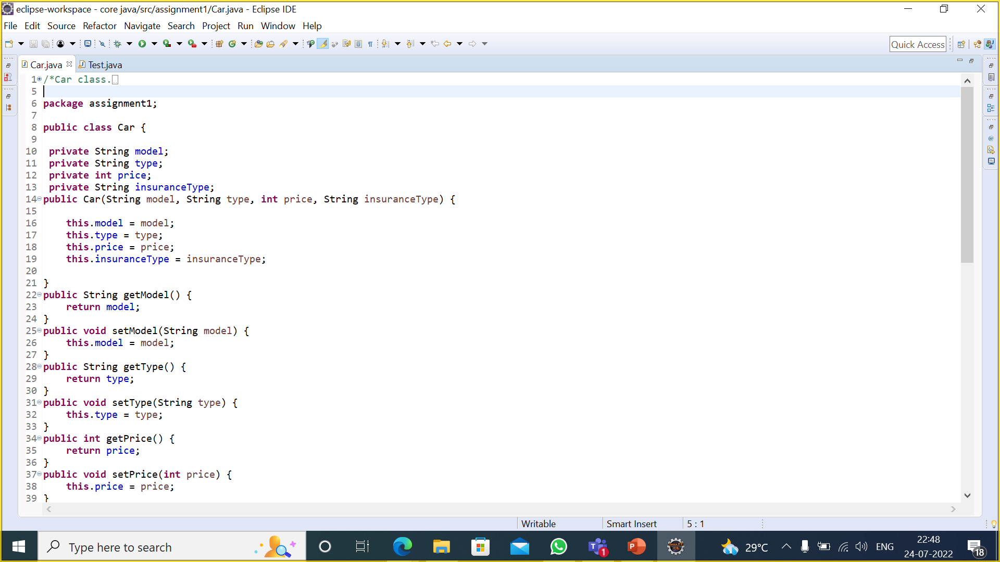 eclipse-workspace - core java/src/assignment1/Car.java - Eclipse IDE
File Edit Source Refactor Navigate Search Project Run Window Help
Quick Access
Car.java Test.java
1 /*Car class.
5
6 package assignment1;
7
8 public class Car {
9
10 private String model;
11 private String type;
12 private int price;
13 private String insuranceType;
14 public Car(String model, String type, int price, String insuranceType) {
15
16 this.model = model;
17 this.type = type;
18 this.price = price;
19 this.insuranceType = insuranceType;
20
21 }
22 public String getModel() {
23 return model;
24 }
25 public void setModel(String model) {
26 this.model = model;
27 }
28 public String getType() {
29 return type;
30 }
31 public void setType(String type) {
32 this.type = type;
33 }
34 public int getPrice() {
35 return price;
36 }
37 public void setPrice(int price) {
38 this.price = price;
39 }
Writable Smart Insert 5 : 1
Type here to search
29°C ENG 22:48
24-07-2022 18